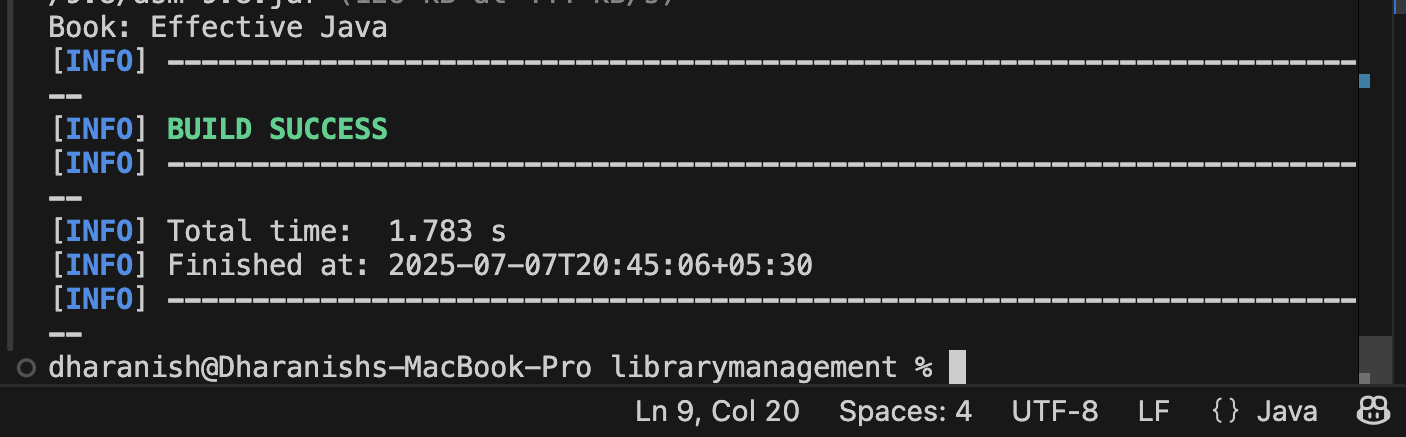 Book: Effective Java
[INFO] ------------------------------------------------------------------------
[INFO] BUILD SUCCESS
[INFO] ------------------------------------------------------------------------
[INFO] Total time:  1.783 s
[INFO] Finished at: 2025-07-07T20:45:06+05:30
[INFO] ------------------------------------------------------------------------
dharanish@Dharanishs-MacBook-Pro librarymanagement %
Ln 9, Col 20 Spaces: 4 UTF-8 LF {} Java